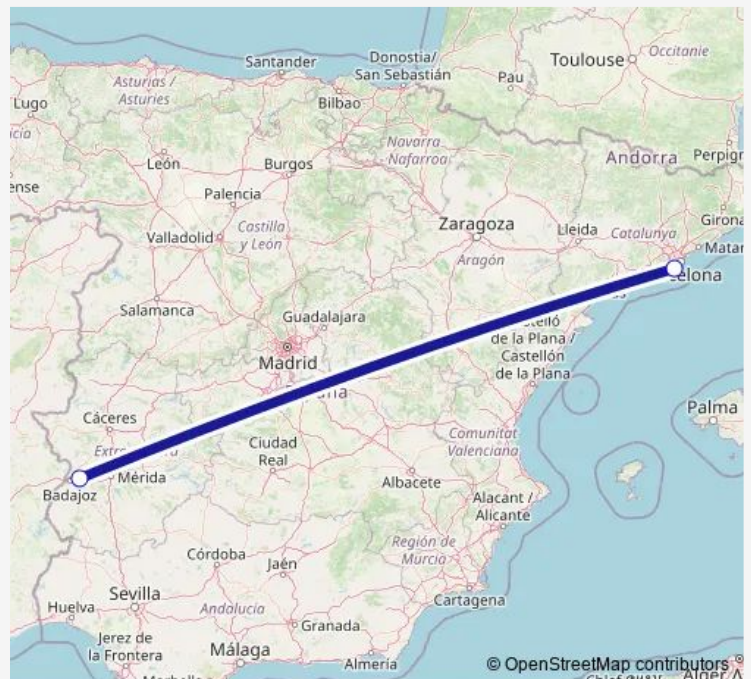 Santander
Donostia/
San Sebastián
Toulouse
Occitanie
Asturias /
Asturies
Pau
Lugo
Bilbao
Navarra
- Nafarroa
Andorra
León
Burgos
Palencia
Zaragoza
Lleida
Catalunya
Valladolid
Castilla
y León
Aragón
Salamanca
Guadalajara
de la Plana /
Castellón
de la Plana
Madrid
Palma
Cáceres
Ciudad
Real
Comunitat
Valenciana
Badajoz
Mérida
Albacete
Alacant /
Alicante
Córdoba
Jaén
Región de
Murcia
Sevilla
Andalucía
Cartagena
Huelva
Granada
Jerez de
la Frontera
Málaga
Almería
© OpenStreetMap contributors